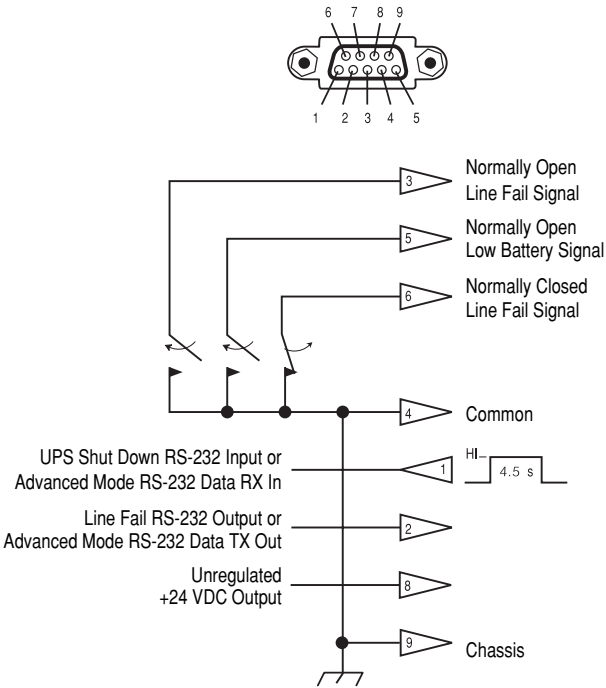 6 7 8 9
1 2 3 4 5
3
Normally Open
Line Fail Signal
5
Normally Open
Low Battery Signal
6
Normally Closed
Line Fail Signal
4
Common
UPS Shut Down RS-232 Input or
Advanced Mode RS-232 Data RX In
1
HI
4.5 s
Line Fail RS-232 Output or
Advanced Mode RS-232 Data TX Out
2
Unregulated
+24 VDC Output
8
9
Chassis